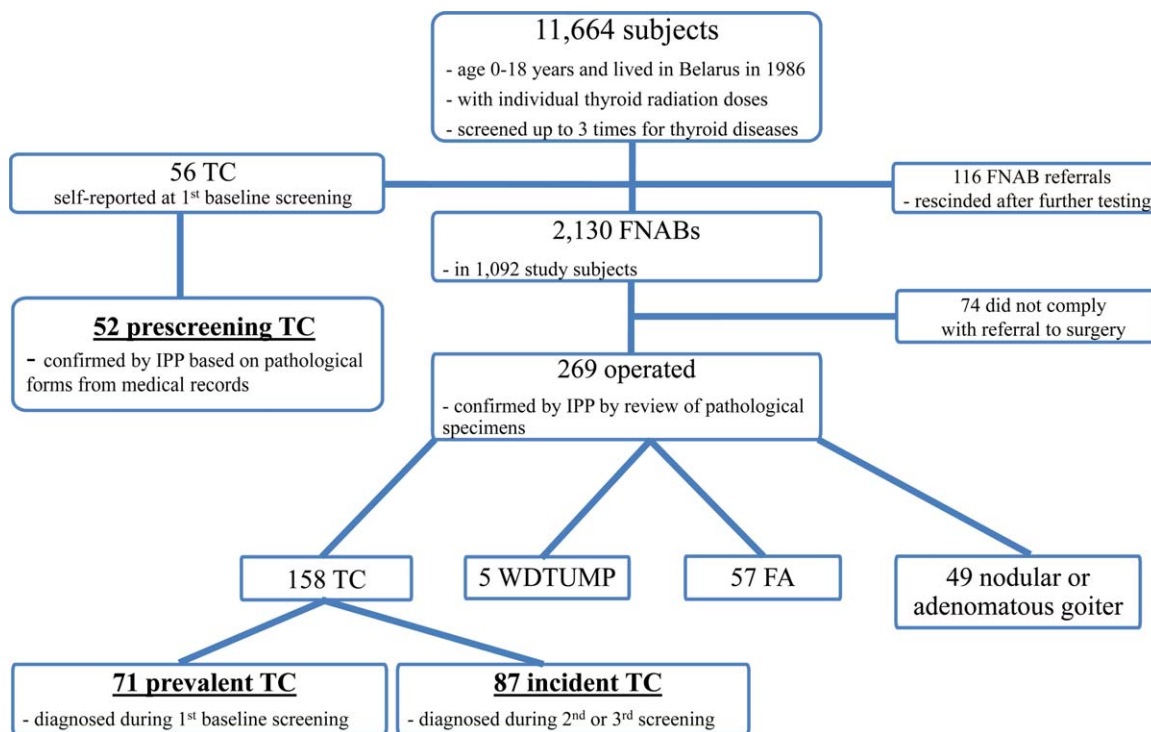 11,664 subjects
- age 0-18 years and lived in Belarus in 1986
- with individual thyroid radiation doses
- screened up to 3 times for thyroid diseases
56 TC
self-reported at 1st baseline screening
116 FNAB referrals
- rescinded after further testing
2,130 FNABs
- in 1,092 study subjects
52 prescreening TC
- confirmed by IPP based on pathological
forms from medical records
74 did not comply
with referral to surgery
269 operated
- confirmed by IPP by review of pathological
specimens
158 TC
5 WDTUMP
57 FA
49 nodular or
adenomatous goiter
71 prevalent TC
- diagnosed during 1st baseline screening
87 incident TC
- diagnosed during 2nd or 3rd screening